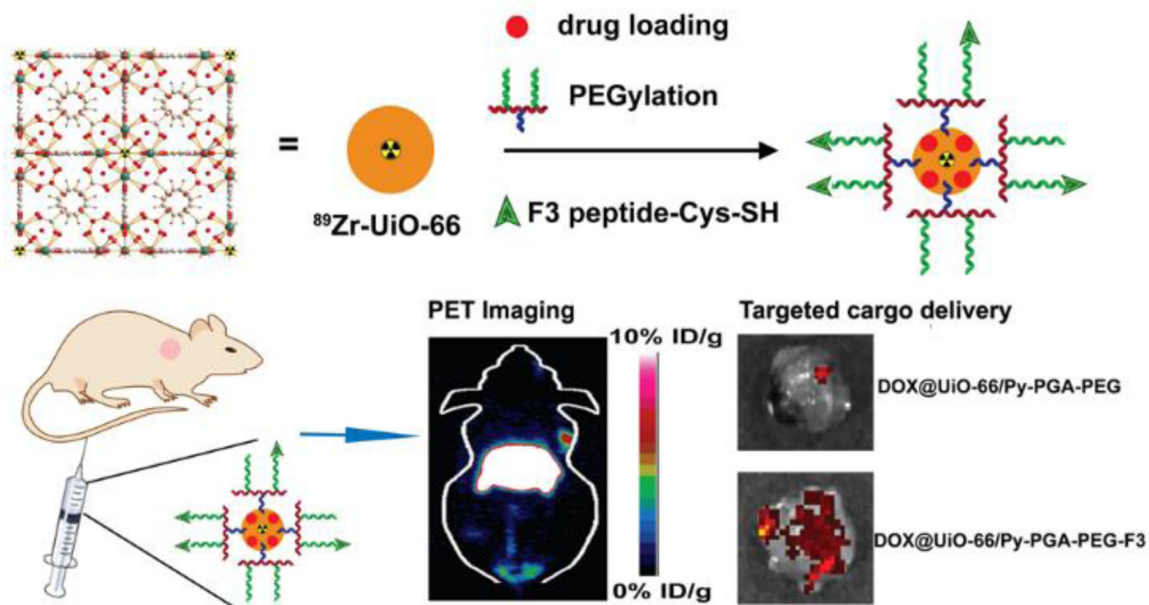 drug loading
=
PEGylation
⁸⁹Zr-UiO-66
F3 peptide-Cys-SH
PET Imaging
10% ID/g
0% ID/g
Targeted cargo delivery
DOX@UiO-66/Py-PGA-PEG
DOX@UiO-66/Py-PGA-PEG-F3